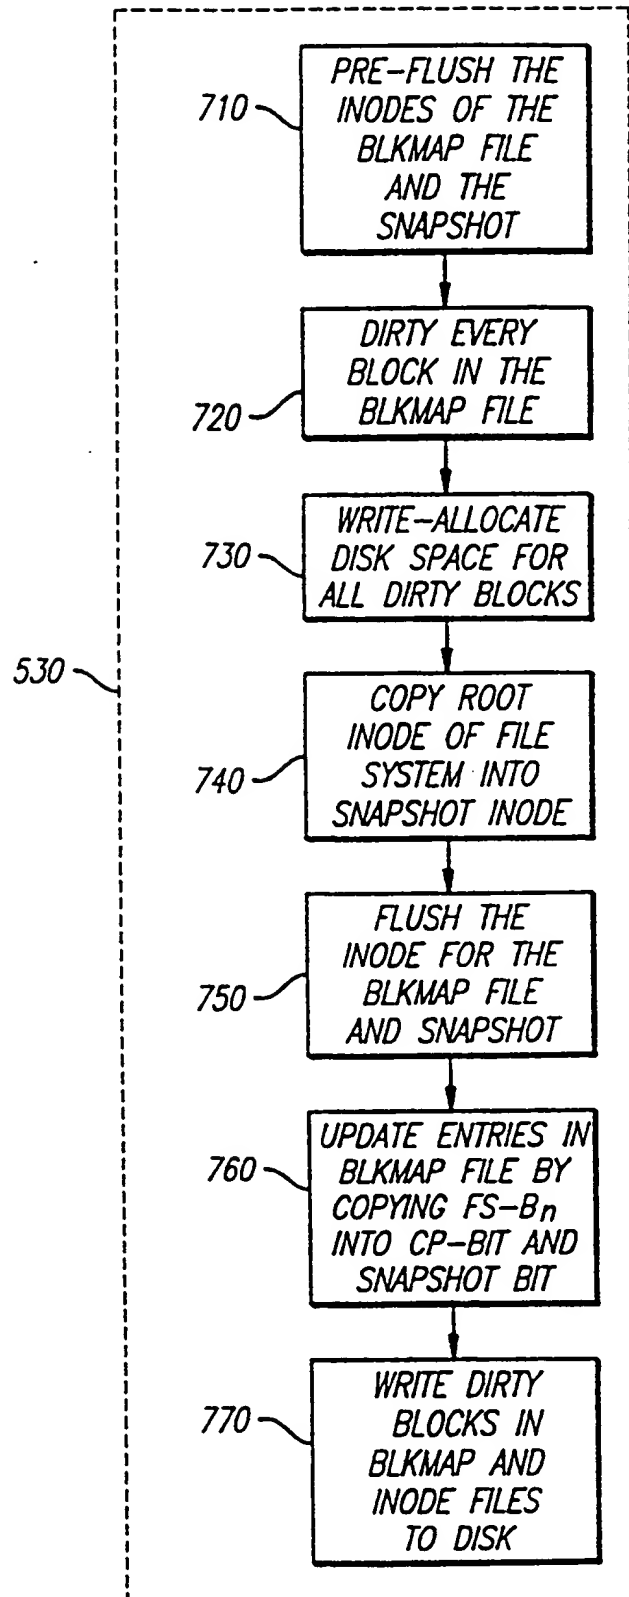 710
PRE-FLUSH THE
INODES OF THE
BLKMAP FILE
AND THE
SNAPSHOT
720
DIRTY EVERY
BLOCK IN THE
BLKMAP FILE
730
WRITE-ALLOCATE
DISK SPACE FOR
ALL DIRTY BLOCKS
530
740
COPY ROOT
INODE OF FILE
SYSTEM INTO
SNAPSHOT INODE
750
FLUSH THE
INODE FOR THE
BLKMAP FILE
AND SNAPSHOT
760
UPDATE ENTRIES IN
BLKMAP FILE BY
COPYING FS-Bn
INTO CP-BIT AND
SNAPSHOT BIT
770
WRITE DIRTY
BLOCKS IN
BLKMAP AND
INODE FILES
TO DISK